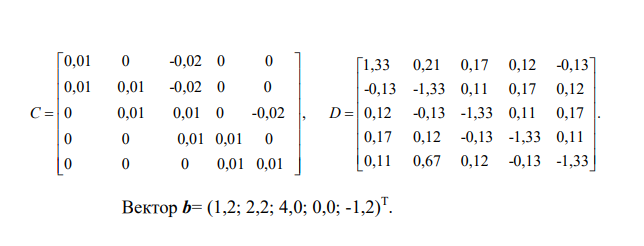 0,01 0 -0,02 0 0 1,33 0,21 0,17 0,12 -0,13
0,01 0,01 -0,02 0 0 -0,13 -1,33 0,11 0,17 0,12
C = 0 0,01 0,01 0 -0,02 , D = 0,12 -0,13 -1,33 0,11 0,17 .
0 0 0,01 0,01 0 0,17 0,12 -0,13 -1,33 0,11
0 0 0 0,01 0,01 0,11 0,67 0,12 -0,13 -1,33
Вектор b= (1,2; 2,2; 4,0; 0,0; -1,2)ᵀ.